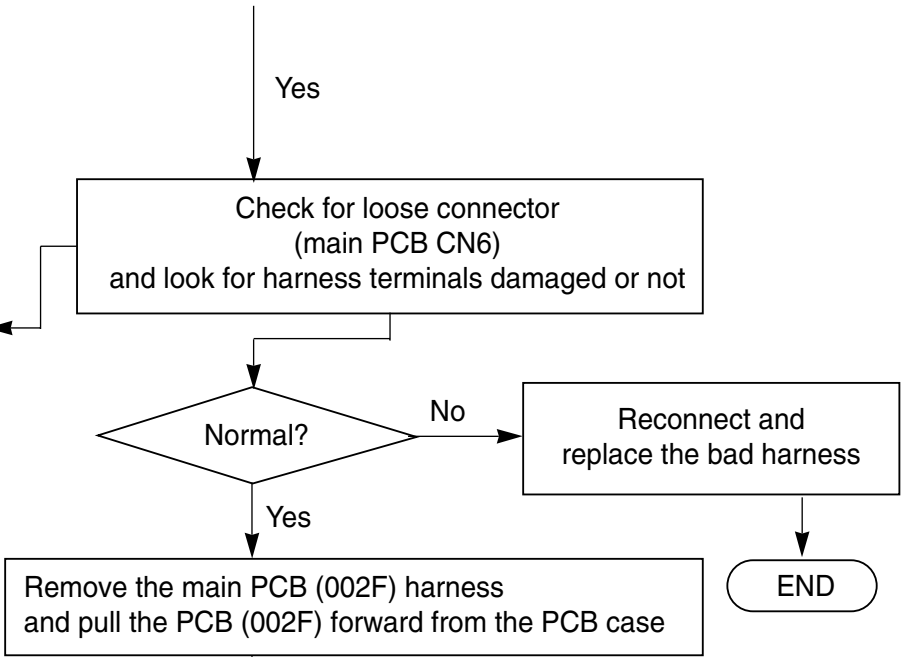 Yes
Check for loose connector
(main PCB CN6)
and look for harness terminals damaged or not
Normal?
No
Reconnect and
replace the bad harness
Yes
END
Remove the main PCB (002F) harness
and pull the PCB (002F) forward from the PCB case